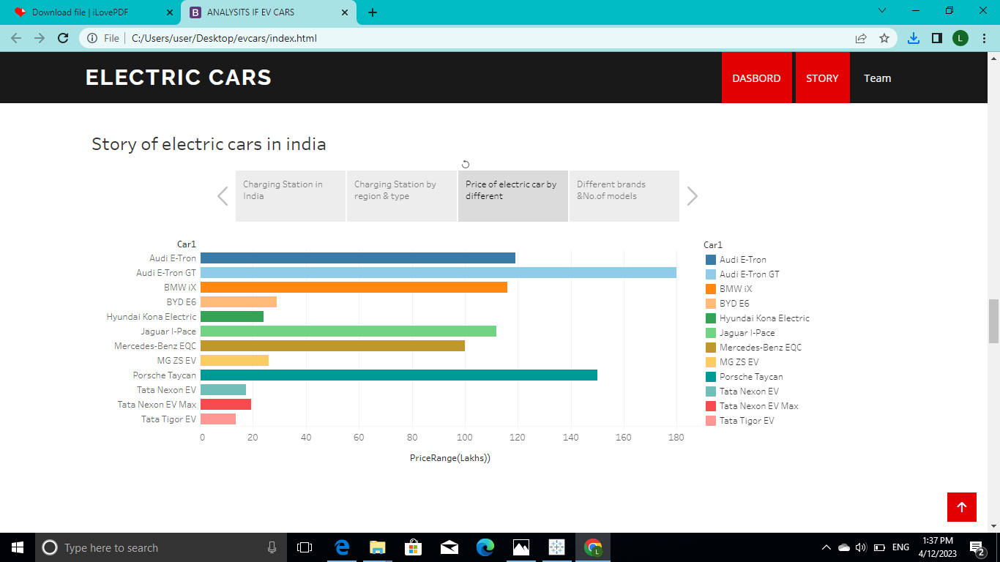 Download file | iLovePDF
ANALYSITS IF EV CARS
File
C:/Users/user/Desktop/evcars/index.html
L
ELECTRIC CARS
DASBORD
STORY
Team
Story of electric cars in india
Charging Station in
India
Charging Station by
region & type
Price of electric car by
different
Different brands
&No.of models
Car1
Audi E-Tron
Audi E-Tron GT
BMW iX
BYD E6
Hyundai Kona Electric
Jaguar I-Pace
Mercedes-Benz EQC
MG ZS EV
Porsche Taycan
Tata Nexon EV
Tata Nexon EV Max
Tata Tigor EV
0 20 40 60 80 100 120 140 160 180
PriceRange(Lakhs))
Car1
Audi E-Tron
Audi E-Tron GT
BMW iX
BYD E6
Hyundai Kona Electric
Jaguar I-Pace
Mercedes-Benz EQC
MG ZS EV
Porsche Taycan
Tata Nexon EV
Tata Nexon EV Max
Tata Tigor EV
Type here to search
L
ENG
1:37 PM
4/12/2023
2